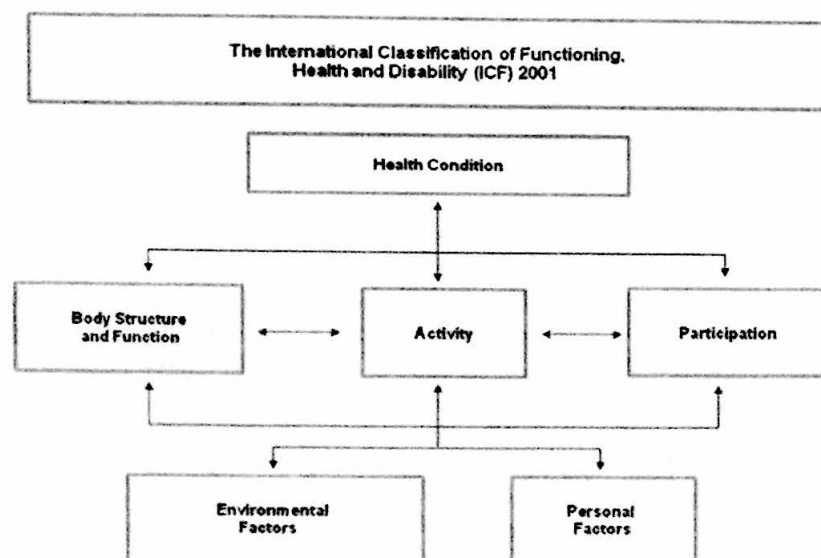 The International Classification of Functioning,
Health and Disability (ICF) 2001
Health Condition
Body Structure
and Function
Activity
Participation
Environmental
Factors
Personal
Factors